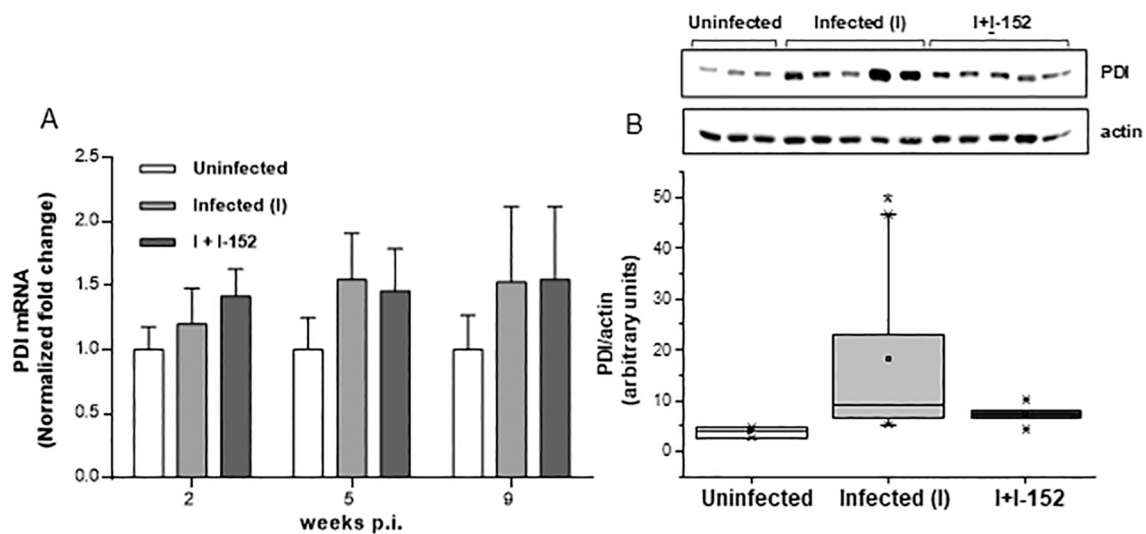 A
PDI mRNA
(Normalized fold change)
2.5
2.0
1.5
1.0
0.5
0.0
Uninfected
Infected (I)
I + I-152
2 5 9
weeks p.i.
B
Uninfected Infected (I) I+I-152
PDI
actin
PDI/actin
(arbitrary units)
50
40
30
20
10
0
*
Uninfected Infected (I) I+I-152